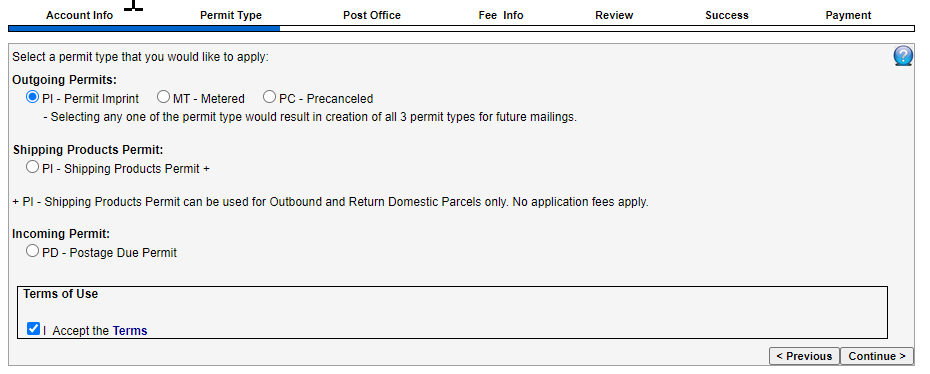 Account Info Permit Type Post Office Fee Info Review Success Payment
Select a permit type that you would like to apply:
Outgoing Permits:
PI - Permit Imprint MT - Metered PC - Precanceled
- Selecting any one of the permit type would result in creation of all 3 permit types for future mailings.
Shipping Products Permit:
PI - Shipping Products Permit +
+ PI - Shipping Products Permit can be used for Outbound and Return Domestic Parcels only. No application fees apply.
Incoming Permit:
PD - Postage Due Permit
Terms of Use
I Accept the Terms
< Previous Continue >